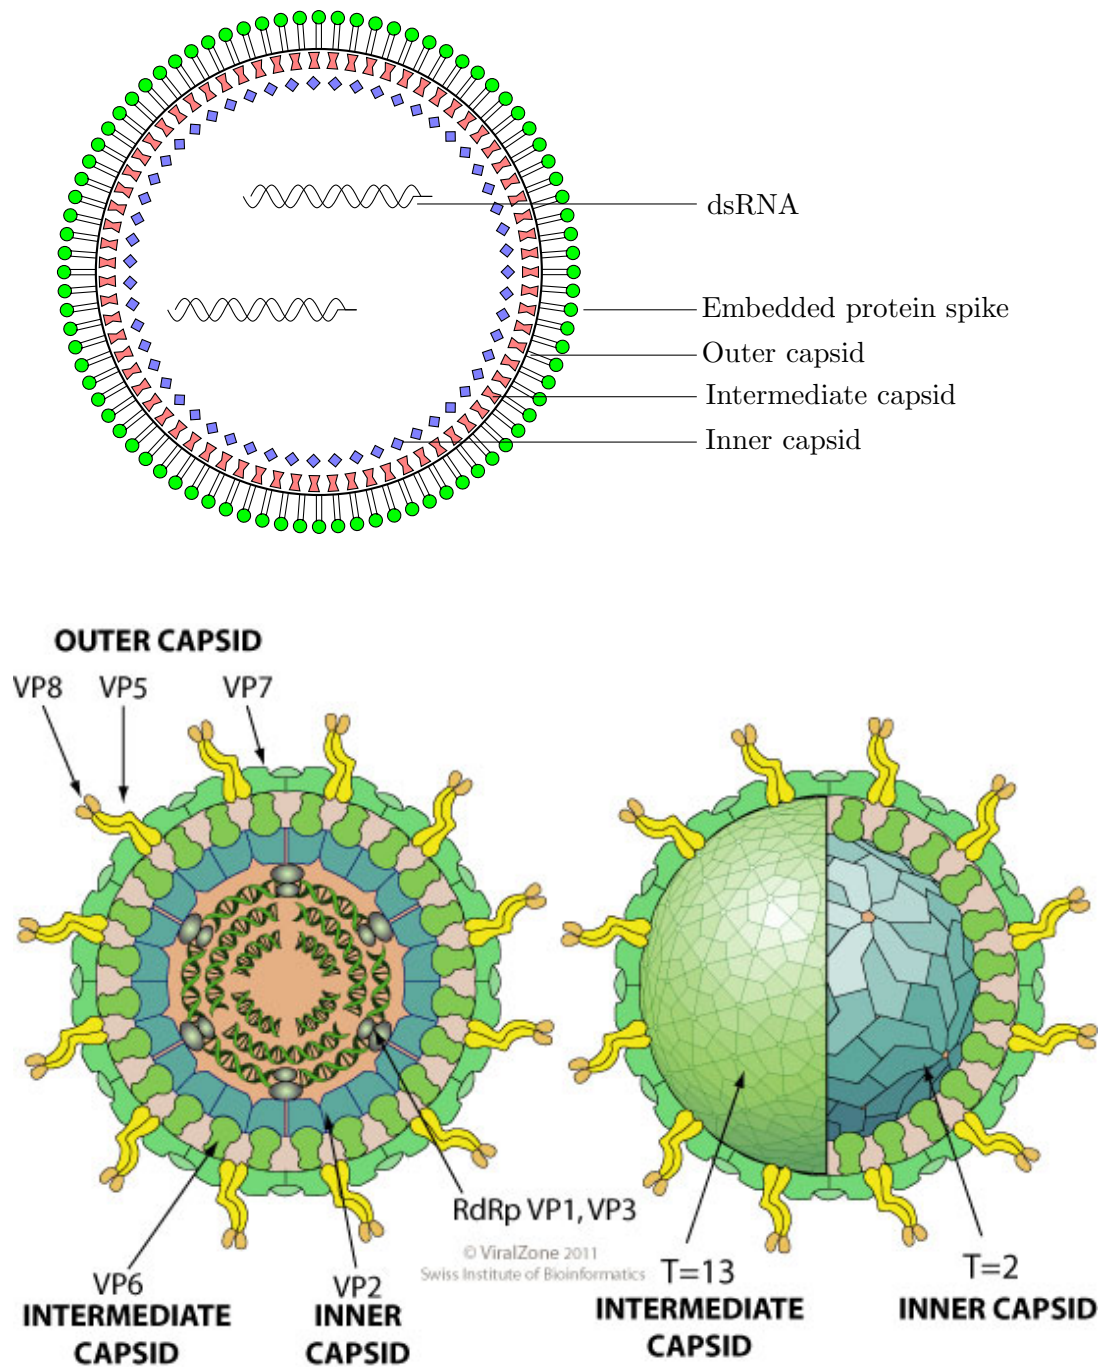 dsRNA
Embedded protein spike
Outer capsid
Intermediate capsid
Inner capsid
OUTER CAPSID
VP8 VP5 VP7
RdRp VP1, VP3
© ViralZone 2011
Swiss Institute of Bioinformatics
VP6
INTERMEDIATE
CAPSID
VP2
INNER
CAPSID
T=13
INTERMEDIATE
CAPSID
T=2
INNER CAPSID